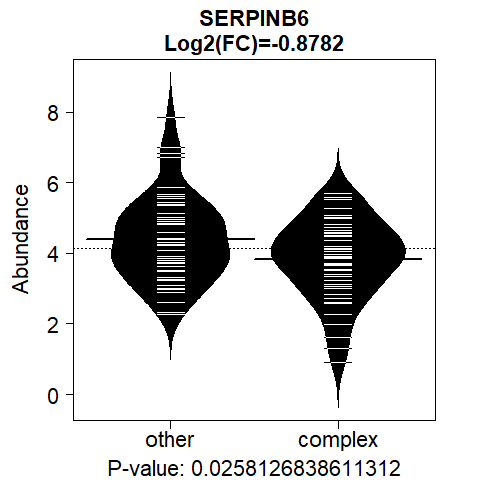 SERPINB6
Log2(FC)=-0.8782
Abundance
8
6
4
2
0
other complex
P-value: 0.0258126838611312